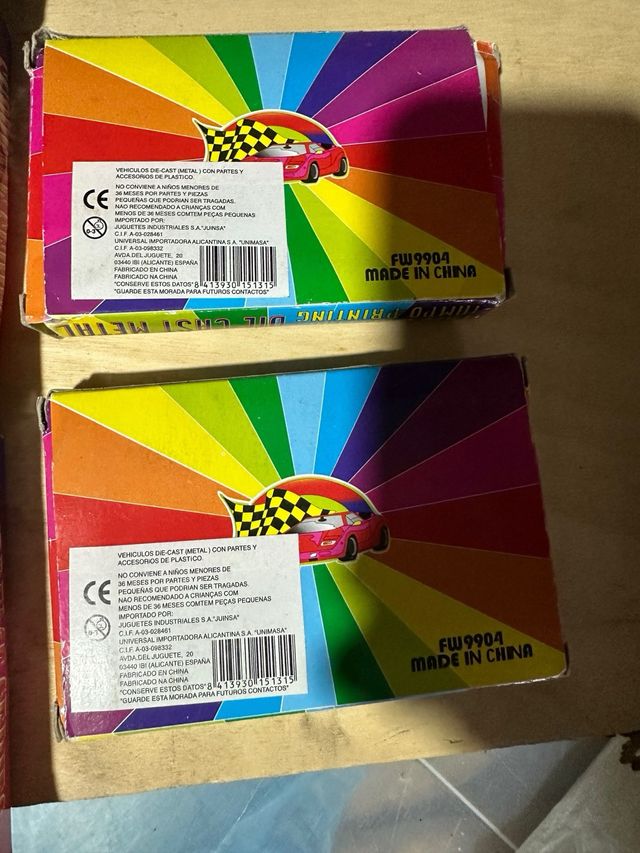 VEHICULOS DIE-CAST (METAL ) CON PARTES Y
ACCESORIOS DE PLASTICO.
CE
NO CONVIENE A NIÑOS MENORES DE
36 MESES POR PARTES Y PIEZAS
PEQUEÑAS QUE PODRIAN SER TRAGADAS.
NAO RECOMENDADO A CRIANÇAS COM
MENOS DE 36 MESES COMTEM PEÇAS PEQUENAS
0-3
IMPORTADO POR:
JUGUETES INDUSTRIALES S.A."JUINSA"
C.I.F. A-03-028461
UNIVERSAL IMPORTADORA ALICANTINA S.A. "UNIMASA"
C.I.F. A-03-098332
AVDA.DEL JUGUETE, 20
03440 IBI (ALICANTE) ESPAÑA
FABRICADO EN CHINA
FABRICADO NA CHINA
"CONSERVE ESTOS DATOS"
8 413930 151315
"GUARDE ESTA MORADA PARA FUTUROS CONTACTOS"
FW9904
MADE IN CHINA
PRINTING DIE CAST METAL
VEHICULOS DIE-CAST (METAL ) CON PARTES Y
ACCESORIOS DE PLASTICO.
CE
NO CONVIENE A NIÑOS MENORES DE
36 MESES POR PARTES Y PIEZAS
PEQUEÑAS QUE PODRIAN SER TRAGADAS.
NAO RECOMENDADO A CRIANÇAS COM
MENOS DE 36 MESES COMTEM PEÇAS PEQUENAS
0-3
IMPORTADO POR:
JUGUETES INDUSTRIALES S.A."JUINSA"
C.I.F. A-03-028461
UNIVERSAL IMPORTADORA ALICANTINA S.A. "UNIMASA"
C.I.F. A-03-098332
AVDA.DEL JUGUETE, 20
03440 IBI (ALICANTE) ESPAÑA
FABRICADO EN CHINA
FABRICADO NA CHINA
"CONSERVE ESTOS DATOS"
8 413930 151315
"GUARDE ESTA MORADA PARA FUTUROS CONTACTOS"
FW9904
MADE IN CHINA